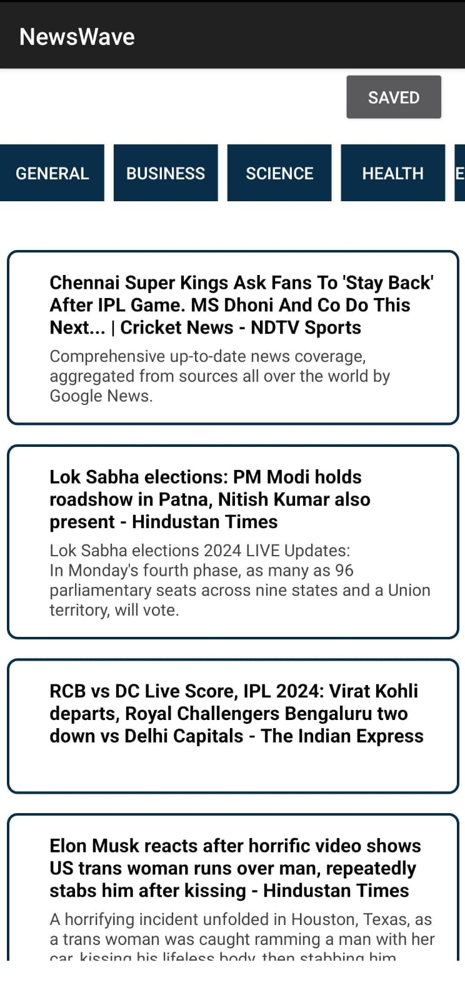 NewsWave
SAVED
GENERAL BUSINESS SCIENCE HEALTH E
Chennai Super Kings Ask Fans To 'Stay Back'
After IPL Game. MS Dhoni And Co Do This
Next... | Cricket News - NDTV Sports
Comprehensive up-to-date news coverage,
aggregated from sources all over the world by
Google News.
Lok Sabha elections: PM Modi holds
roadshow in Patna, Nitish Kumar also
present - Hindustan Times
Lok Sabha elections 2024 LIVE Updates:
In Monday's fourth phase, as many as 96
parliamentary seats across nine states and a Union
territory, will vote.
RCB vs DC Live Score, IPL 2024: Virat Kohli
departs, Royal Challengers Bengaluru two
down vs Delhi Capitals - The Indian Express
Elon Musk reacts after horrific video shows
US trans woman runs over man, repeatedly
stabs him after kissing - Hindustan Times
A horrifying incident unfolded in Houston, Texas, as
a trans woman was caught ramming a man with her
car, kissing his lifeless body, then stabbing him